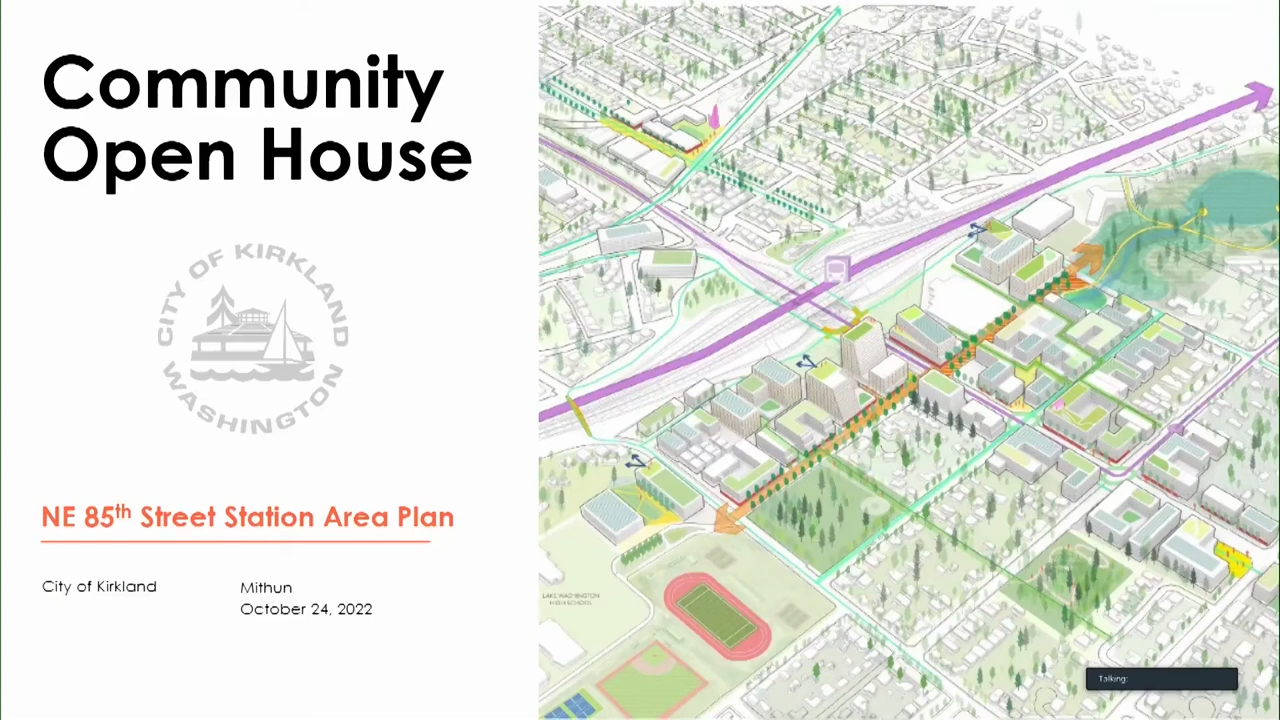 Community
Open House
CITY OF KIRKLAND
WASHINGTON
NE 85th Street Station Area Plan
City of Kirkland
Mithun
October 24, 2022
LAKE WASHINGTON
HIGH SCHOOL
Talking: